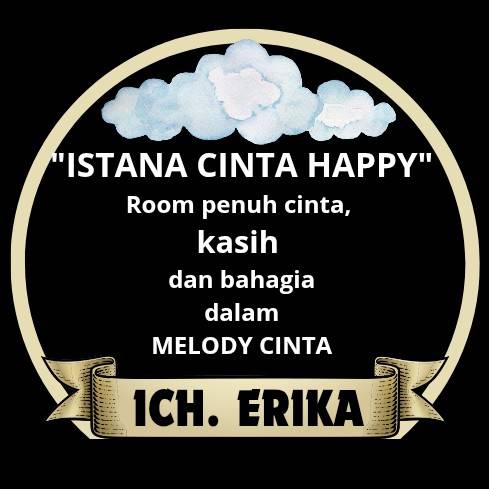 "ISTANA CINTA HAPPY"
Room penuh cinta,
kasih
dan bahagia
dalam
MELODY CINTA
ICH. ERIKA